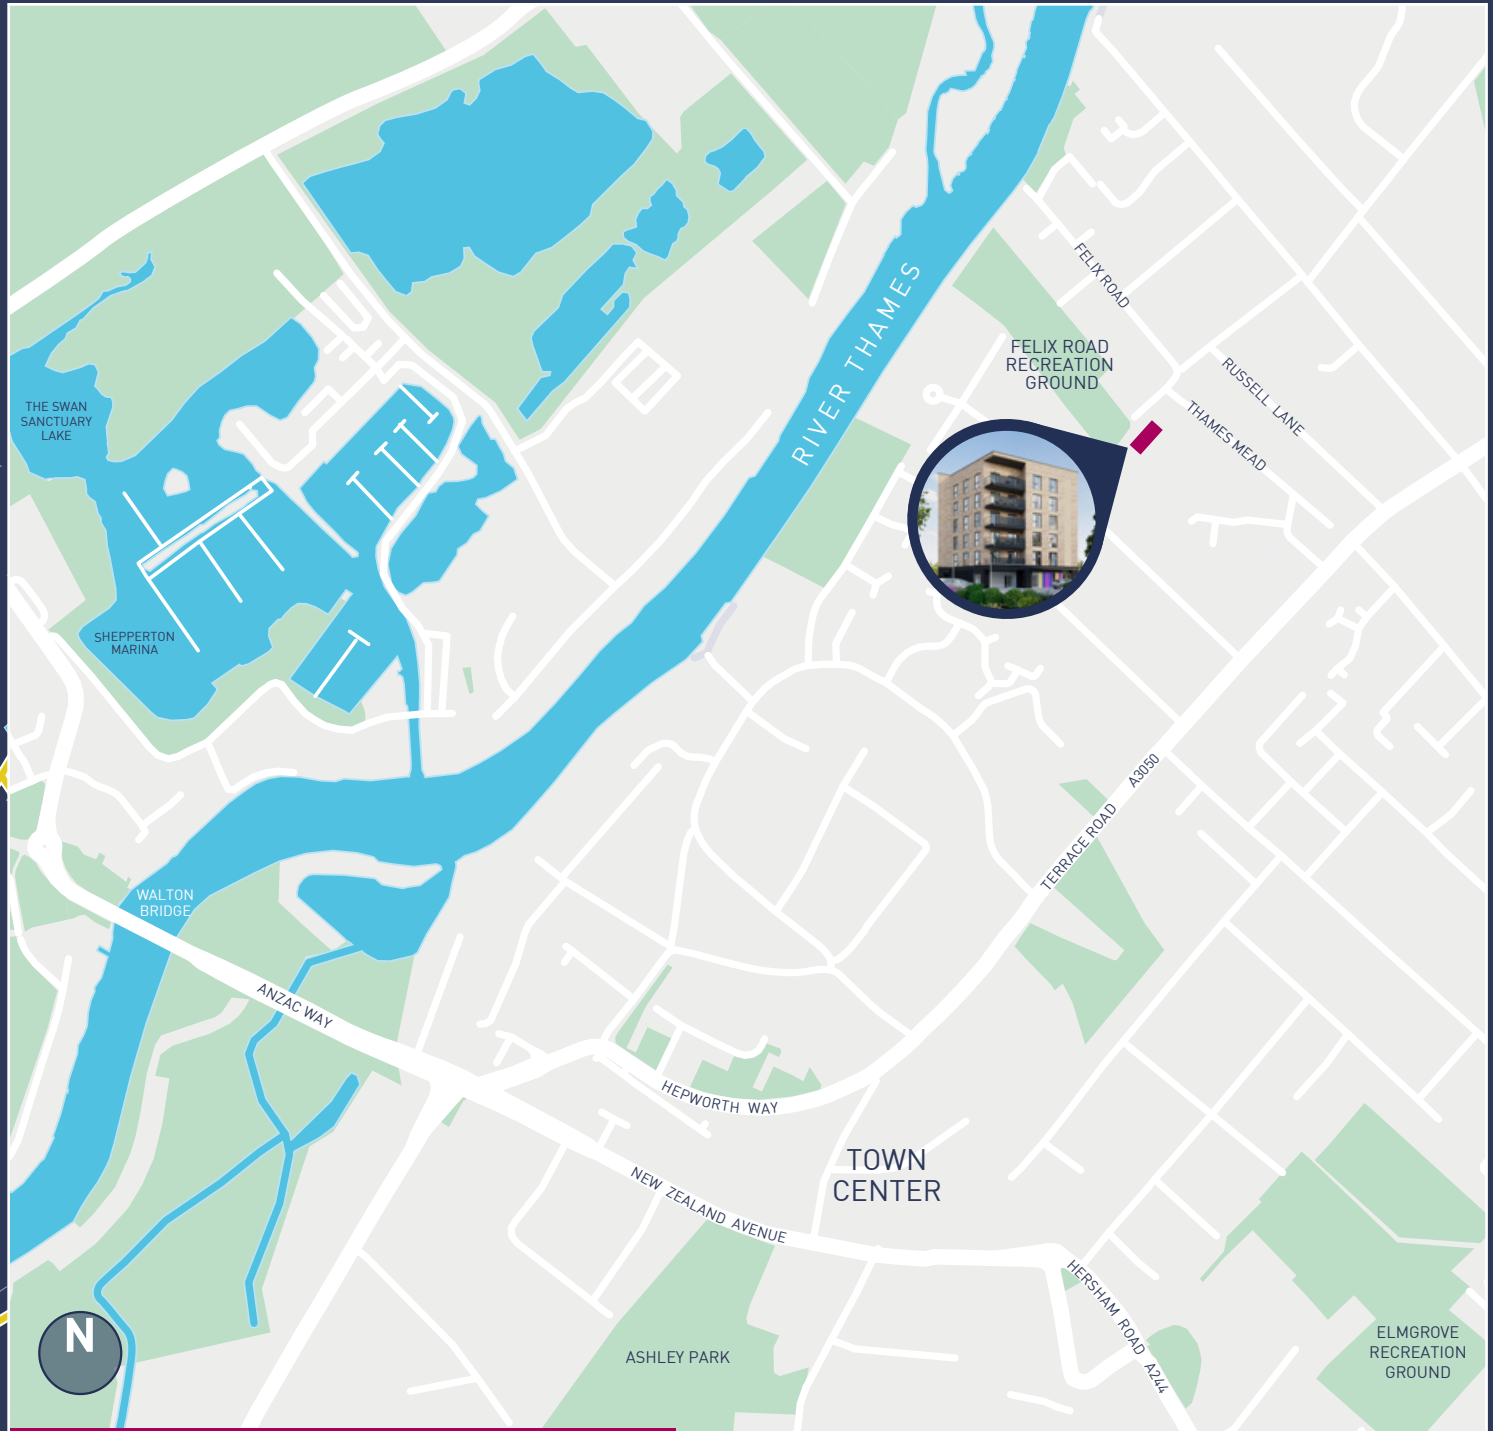 RIVER THAMES
FELIX ROAD
FELIX ROAD
RECREATION
GROUND
RUSSELL LANE
THAMES MEAD
THE SWAN
SANCTUARY
LAKE
SHEPPERTON
MARINA
A3050
TERRACE ROAD
WALTON
BRIDGE
ANZAC WAY
HEPWORTH WAY
TOWN
CENTER
NEW ZEALAND AVENUE
HERSHAM ROAD A244
N
ASHLEY PARK
ELMGROVE
RECREATION
GROUND